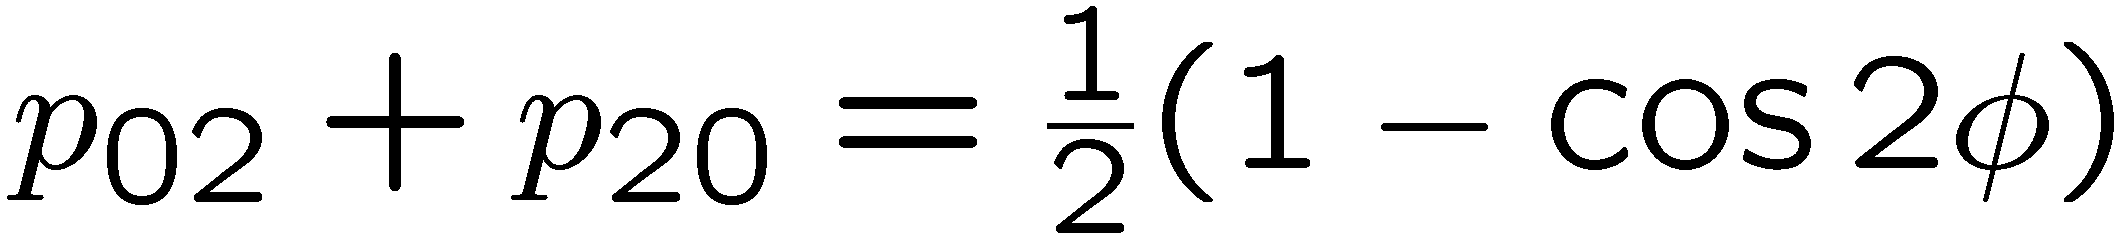 p₀₂ + p₂₀ = ½(1 − cos 2ϕ)